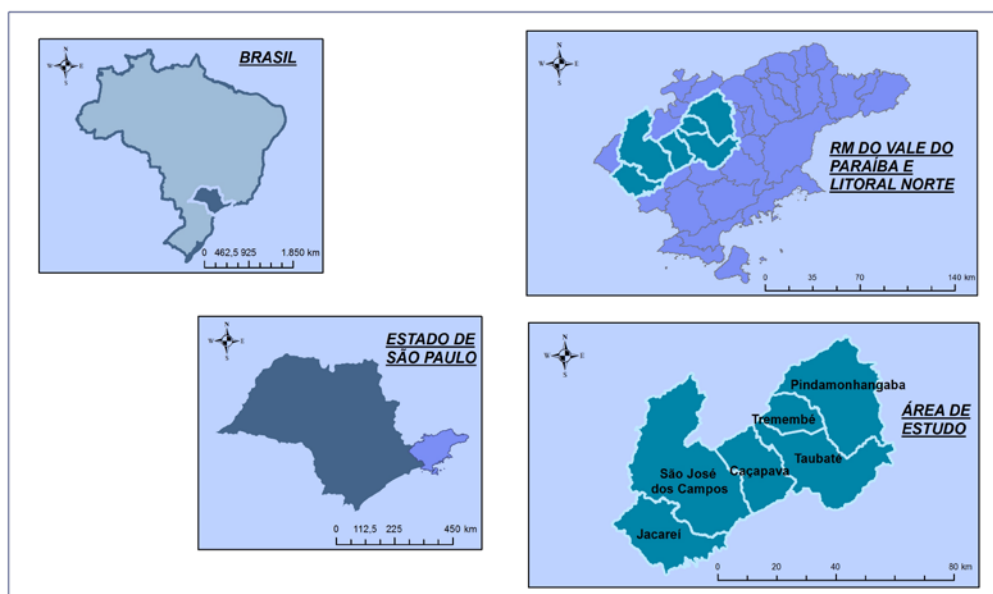 N
W
E
S
BRASIL
0 462,5 925 1.850 km
N
W
E
S
RM DO VALE DO
PARAÍBA E
LITORAL NORTE
0 35 70 140 km
N
W
E
S
ESTADO DE
SÃO PAULO
0 112,5 225 450 km
N
W
E
S
ÁREA DE
ESTUDO
Pindamonhangaba
Tremembé
Taubaté
Caçapava
São José
dos Campos
Jacareí
0 20 40 80 km